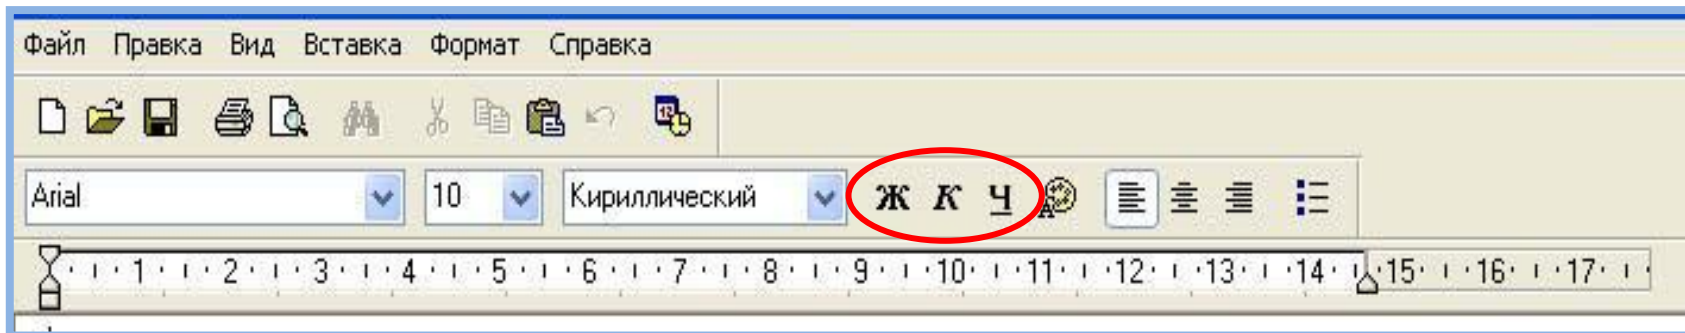 Файл Правка Вид Вставка Формат Справка
12
Arial 10 Кириллический Ж К Ч A
1 2 3 4 5 6 7 8 9 10 11 12 13 14 15 16 17